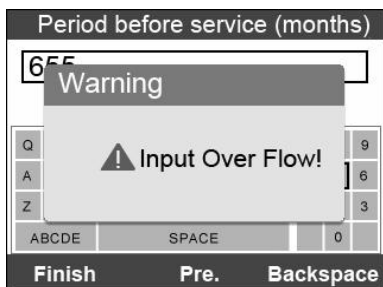 Period before service (months)
655
Warning
Input Over Flow!
Q 9
A 6
Z 3
ABCDE SPACE 0
Finish Pre. Backspace